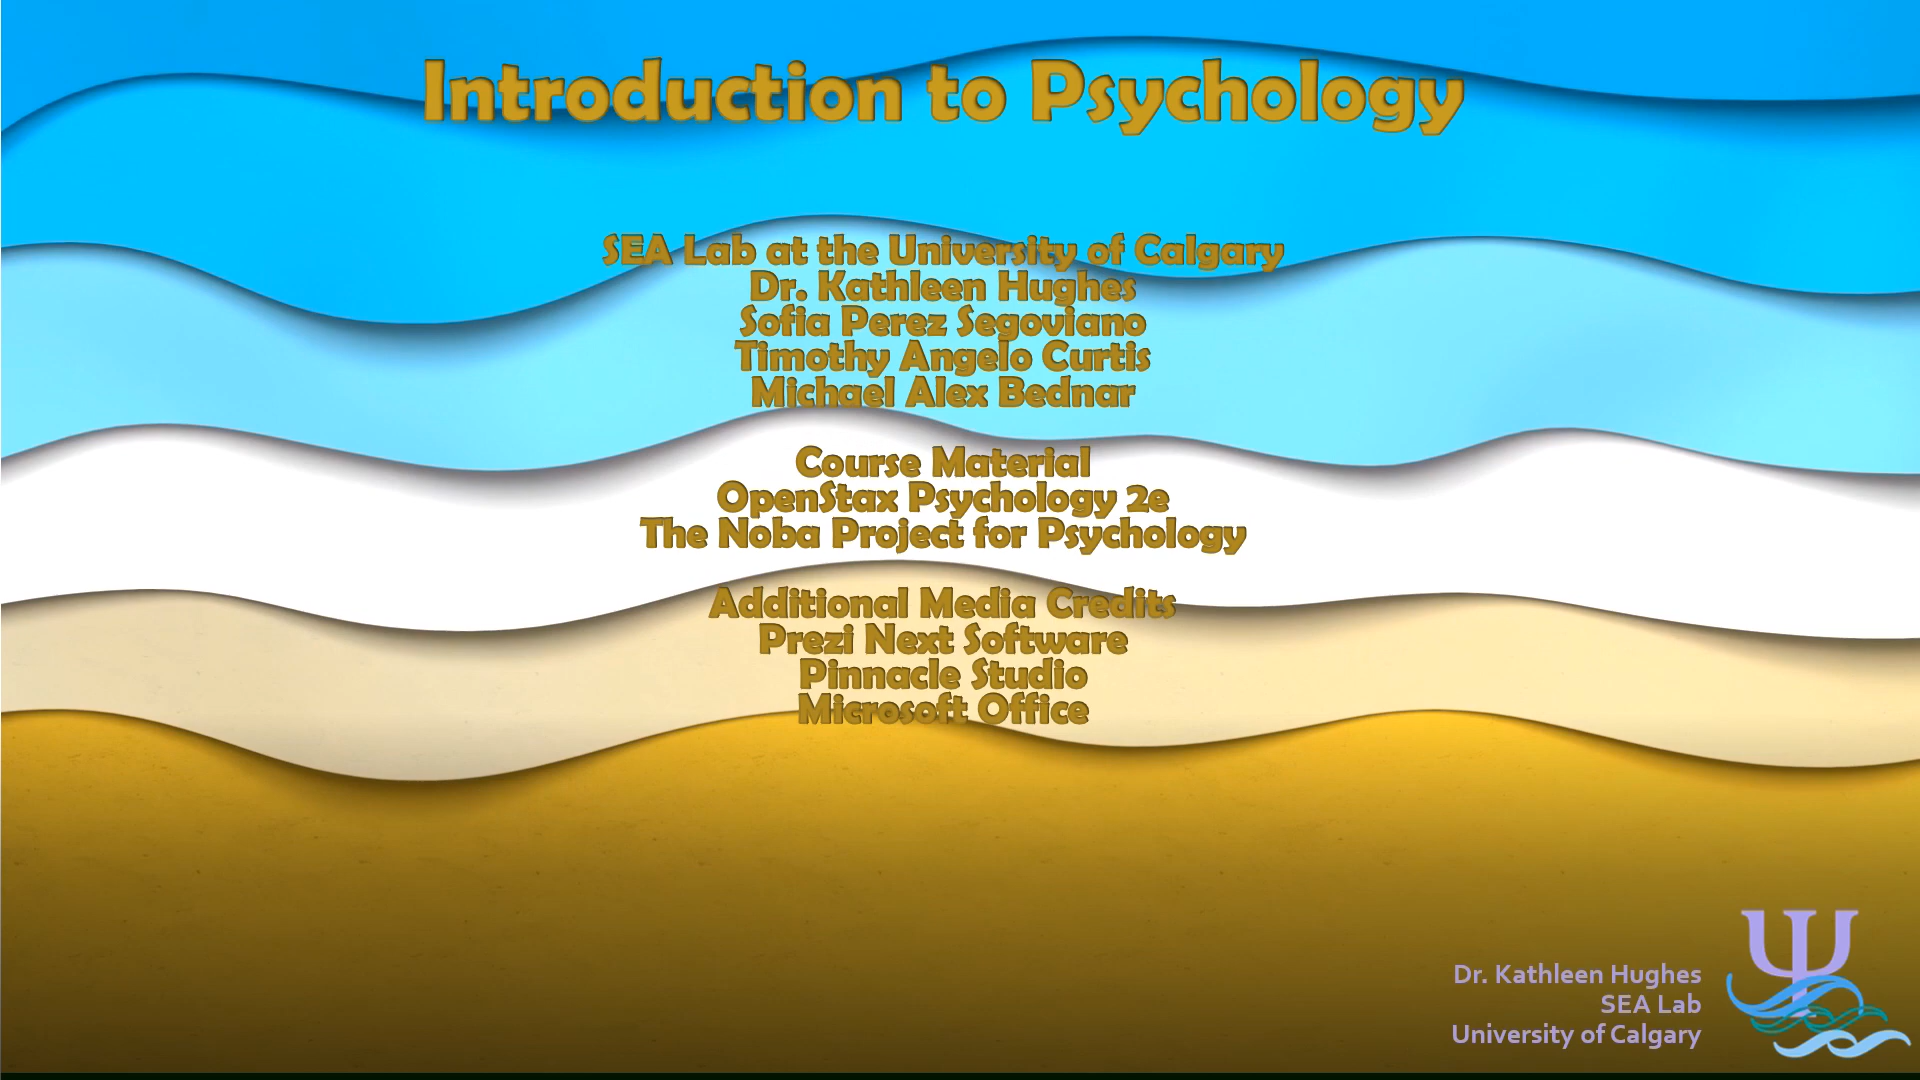 Introduction to Psychology
SEA Lab at the University of Calgary
Dr. Kathleen Hughes
Sofia Perez Segoviano
Timothy Angelo Curtis
Michael Alex Bednar
Course Material
OpenStax Psychology 2e
The Noba Project for Psychology
Additional Media Credits
Prezi Next Software
Pinnacle Studio
Microsoft Office
Dr. Kathleen Hughes
SEA Lab
University of Calgary